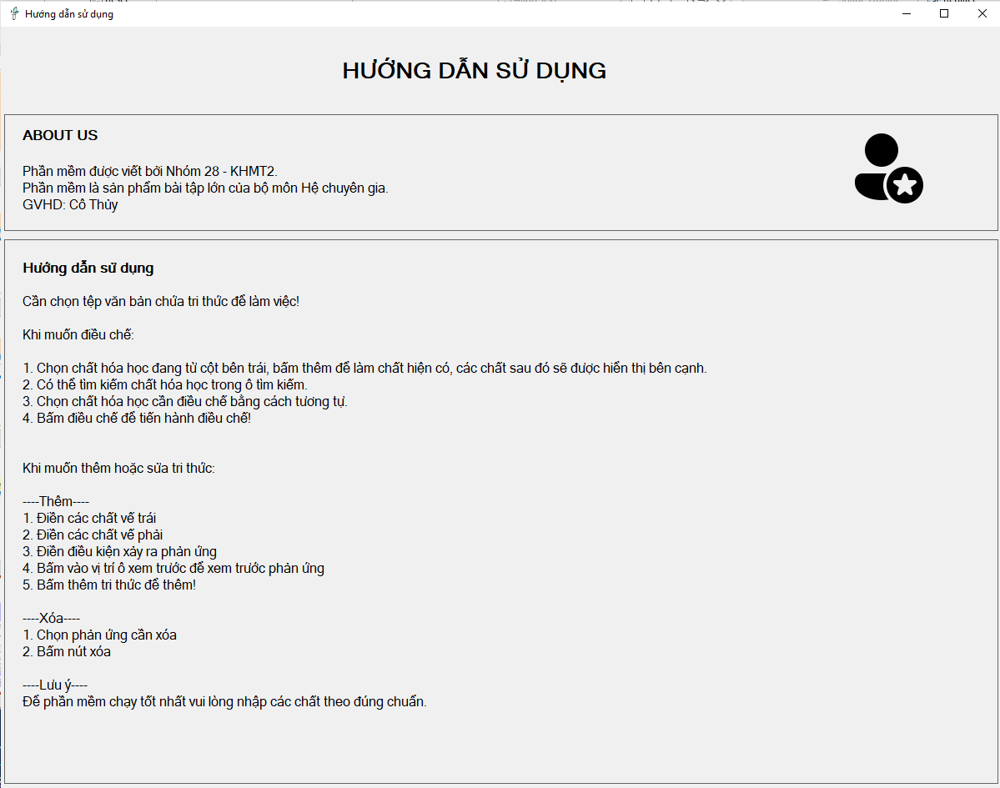 Hướng dẫn sử dụng
HƯỚNG DẪN SỬ DỤNG
ABOUT US
Phần mềm được viết bởi Nhóm 28 - KHMT2.
Phần mềm là sản phẩm bài tập lớn của bộ môn Hệ chuyên gia.
GVHD: Cô Thủy
Hướng dẫn sử dụng
Cần chọn tệp văn bản chứa tri thức để làm việc!
Khi muốn điều chế:
1. Chọn chất hóa học đang từ cột bên trái, bấm thêm để làm chất hiện có, các chất sau đó sẽ được hiển thị bên cạnh.
2. Có thể tìm kiếm chất hóa học trong ô tìm kiếm.
3. Chọn chất hóa học cần điều chế bằng cách tương tự.
4. Bấm điều chế để tiến hành điều chế!
Khi muốn thêm hoặc sửa tri thức:
----Thêm----
1. Điền các chất vế trái
2. Điền các chất vế phải
3. Điền điều kiện xảy ra phản ứng
4. Bấm vào vị trí ô xem trước để xem trước phản ứng
5. Bấm thêm tri thức để thêm!
----Xóa----
1. Chọn phản ứng cần xóa
2. Bấm nút xóa
----Lưu ý----
Để phần mềm chạy tốt nhất vui lòng nhập các chất theo đúng chuẩn.